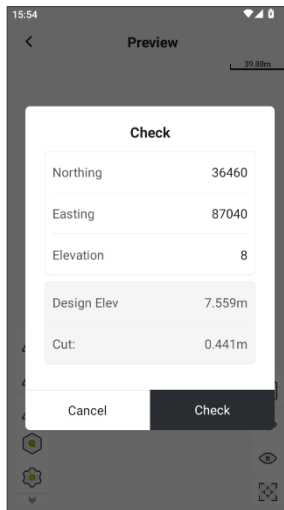 15:54
Preview
39.88m
Check
Northing 36460
Easting 87040
Elevation 8
Design Elev 7.559m
Cut: 0.441m
Cancel Check